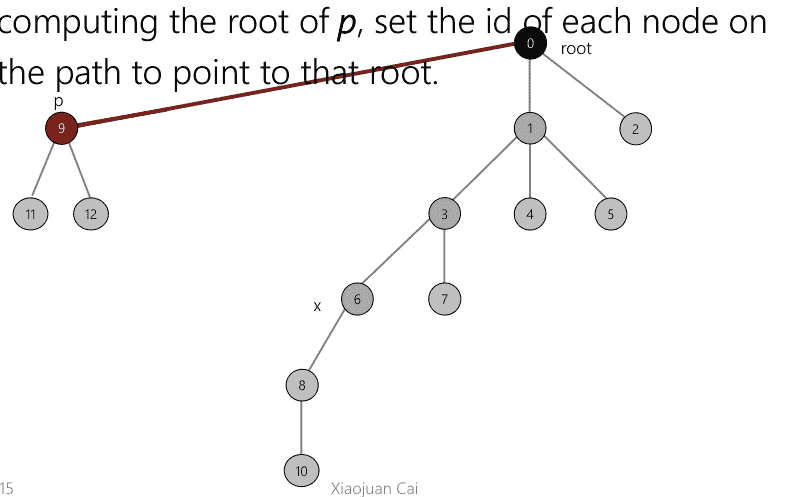 computing the root of p, set the id of each node on
the path to point to that root.
0
root
p
9
1
2
11
12
3
4
5
x
6
7
8
10
15
Xiaojuan Cai